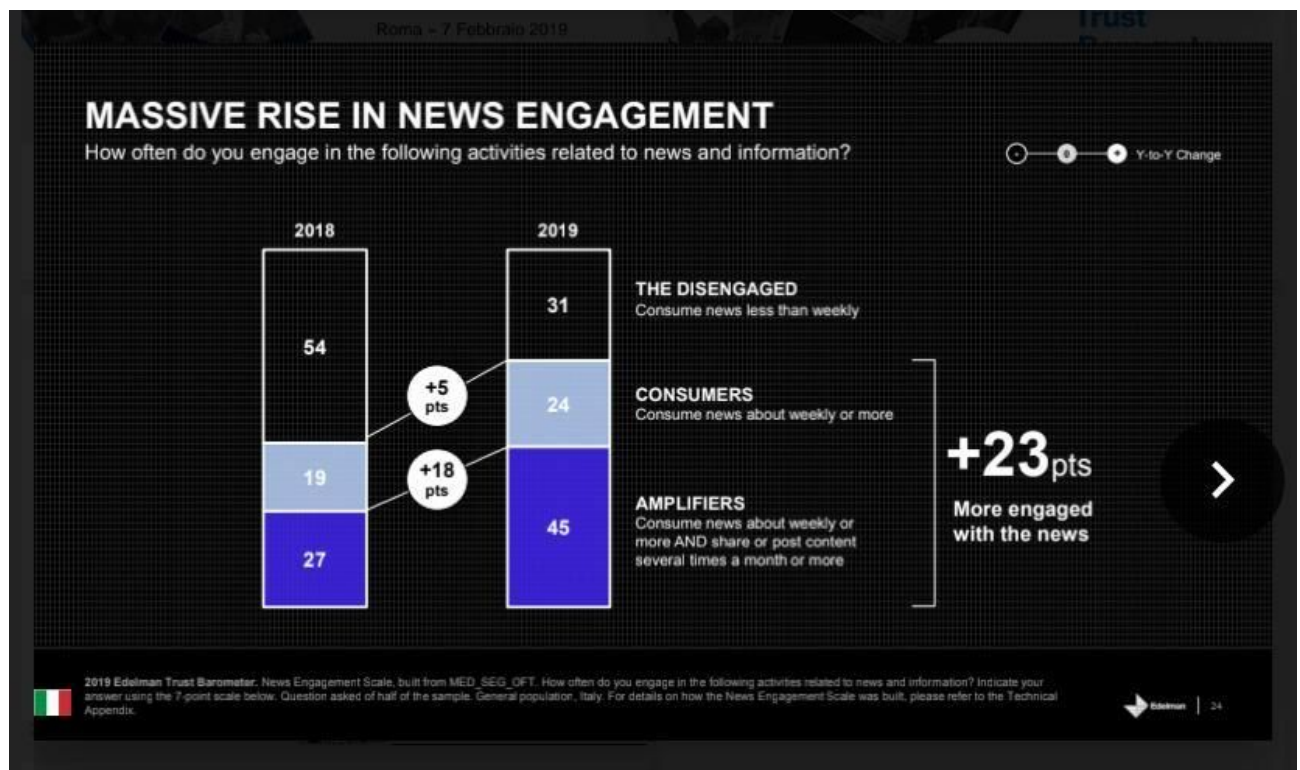 Roma – 7 Febbraio 2019
Trust
MASSIVE RISE IN NEWS ENGAGEMENT
How often do you engage in the following activities related to news and information?
- 0 + Y-to-Y Change
2018 2019
54
31
THE DISENGAGED
Consume news less than weekly
+5
pts
19
24
CONSUMERS
Consume news about weekly or more
+18
pts
27
45
AMPLIFIERS
Consume news about weekly or
more AND share or post content
several times a month or more
+23pts
More engaged
with the news
2019 Edelman Trust Barometer. News Engagement Scale, built from MED_SEG_OFT. How often do you engage in the following activities related to news and information? Indicate your
answer using the 7-point scale below. Question asked of half of the sample. General population, Italy. For details on how the News Engagement Scale was built, please refer to the Technical
Appendix.
Edelman | 24